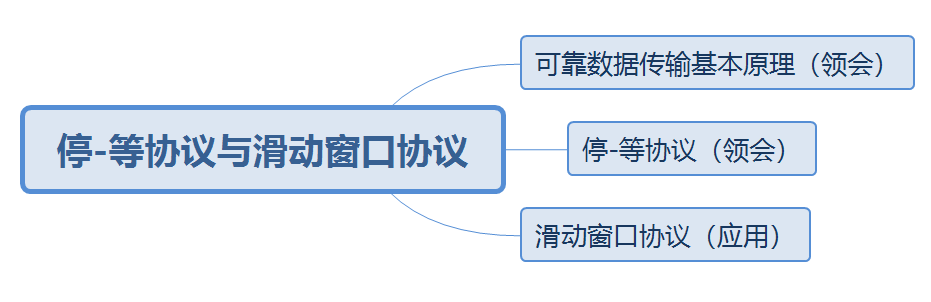 停-等协议与滑动窗口协议
可靠数据传输基本原理（领会）
停-等协议（领会）
滑动窗口协议（应用）